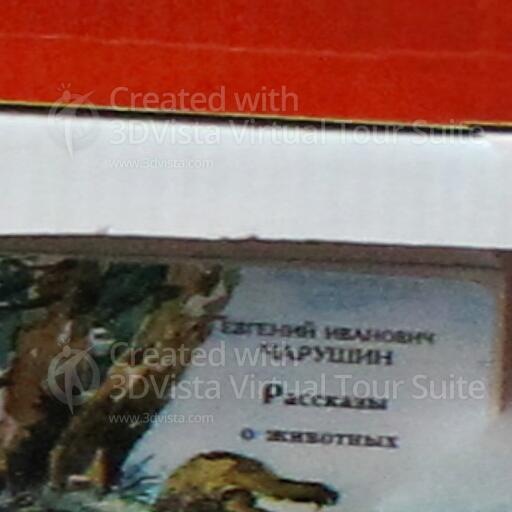 Created with
3DVista Virtual Tour Suite
www.3dvista.com
ЕВГЕНИЙ ИВАНОВИЧ
ЧАРУШИН
Created with
3DVista Virtual Tour Suite
www.3dvista.com
Рассказы
о животных